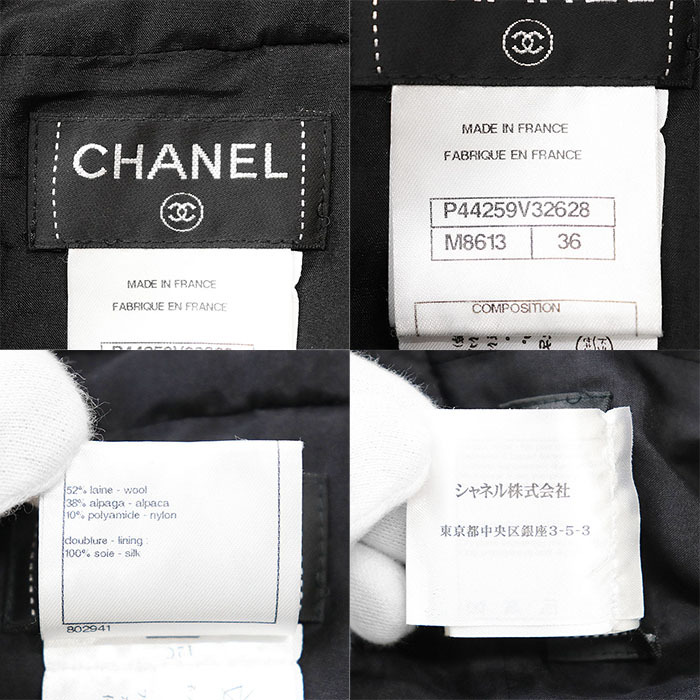 CHANEL
MADE IN FRANCE
FABRIQUE EN FRANCE
MADE IN FRANCE
FABRIQUE EN FRANCE
P44259V32628
M8613 36
COMPOSITION
52% laine - wool
38% alpaga - alpaca
10% polyamide - nylon
doublure - lining :
100% soie - silk
802941
シャネル株式会社
東京都中央区銀座3-5-3